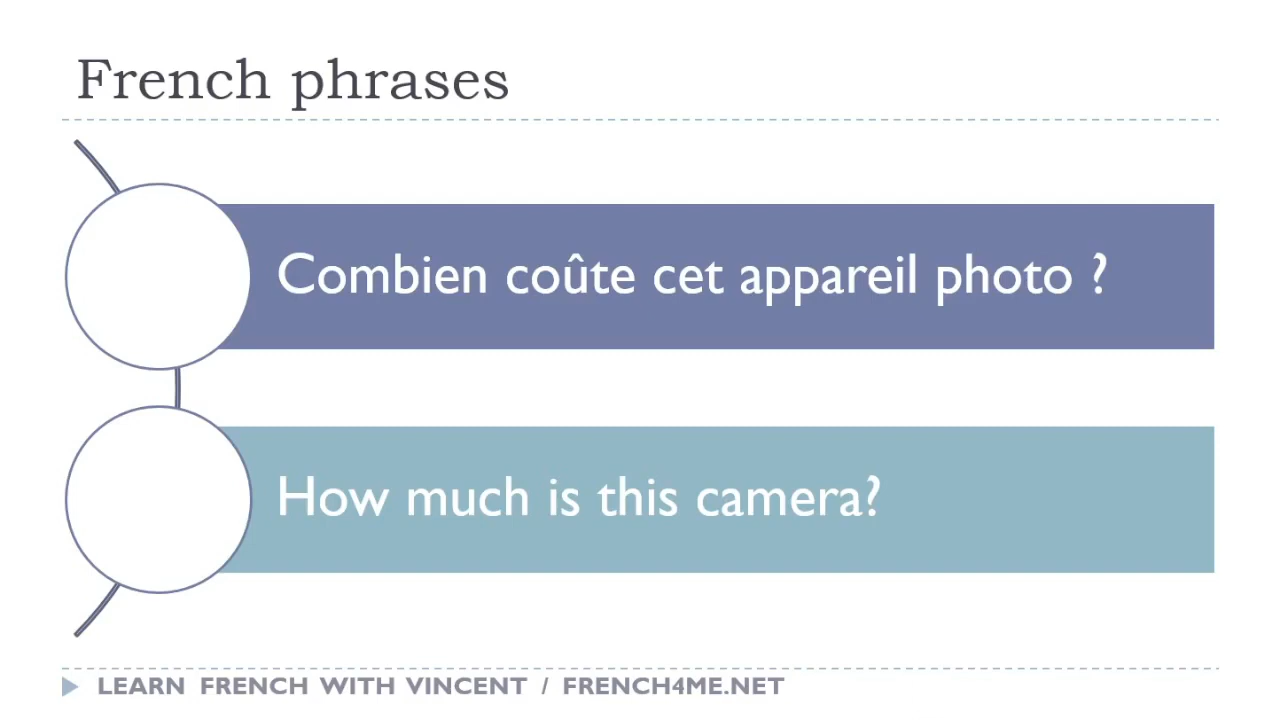 French phrases
Combien coûte cet appareil photo ?
How much is this camera?
LEARN FRENCH WITH VINCENT / FRENCH4ME.NET